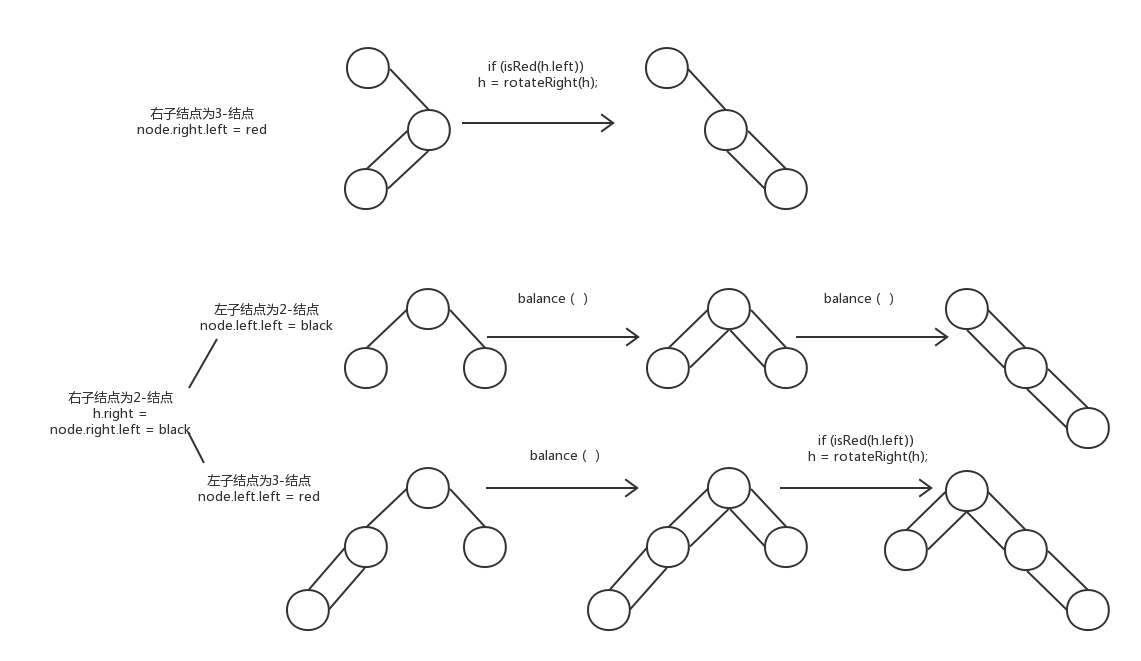 if (isRed(h.left))
h = rotateRight(h);
右子结点为3-结点
node.right.left = red
左子结点为2-结点
node.left.left = black
balance (  )
balance (  )
右子结点为2-结点
h.right =
node.right.left = black
if (isRed(h.left))
h = rotateRight(h);
balance (  )
左子结点为3-结点
node.left.left = red